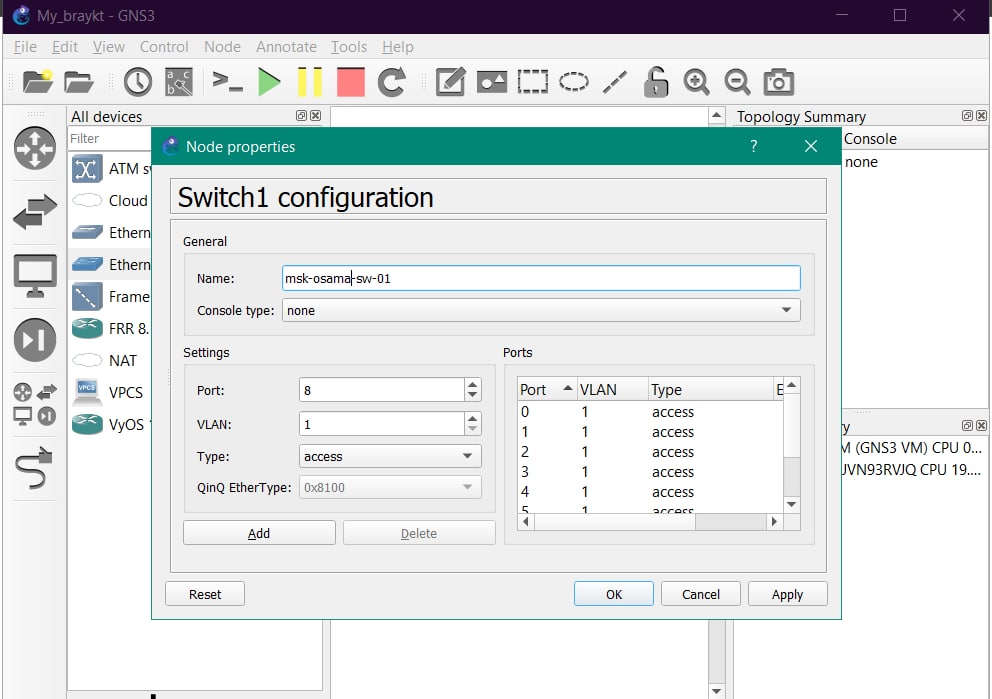 My_braykt - GNS3
File Edit View Control Node Annotate Tools Help
All devices
Topology Summary
Filter
Console
none
ATM
Cloud
Ethern
Ethern
Frame
FRR 8.
NAT
VPCS
VPCS
VyOS
Node properties
?
Switch1 configuration
General
Name: msk-osama-sw-01
Console type: none
Settings
Port: 8
VLAN: 1
Type: access
QinQ EtherType: 0x8100
Add Delete
Ports
Port VLAN Type E
0 1 access
1 1 access
2 1 access
3 1 access
4 1 access
5 1 access
Reset OK Cancel Apply
y
M (GNS3 VM) CPU 0...
JVN93RVJQ CPU 19....